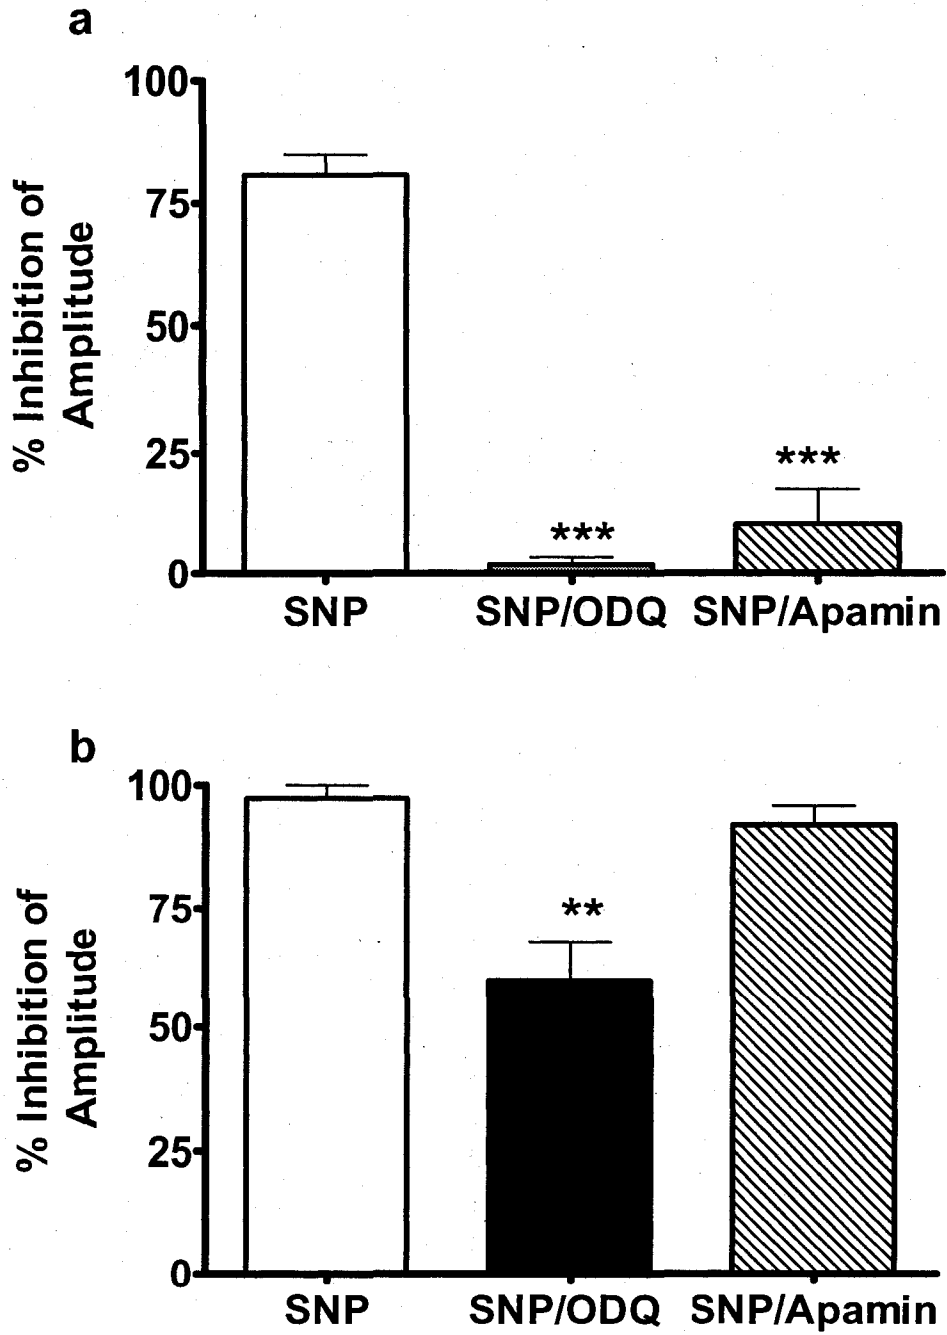 a
100
75
50
25
0
% Inhibition of
Amplitude
***
***
SNP
SNP/ODQ
SNP/Apamin
b
100
75
50
25
0
% Inhibition of
Amplitude
**
SNP
SNP/ODQ
SNP/Apamin